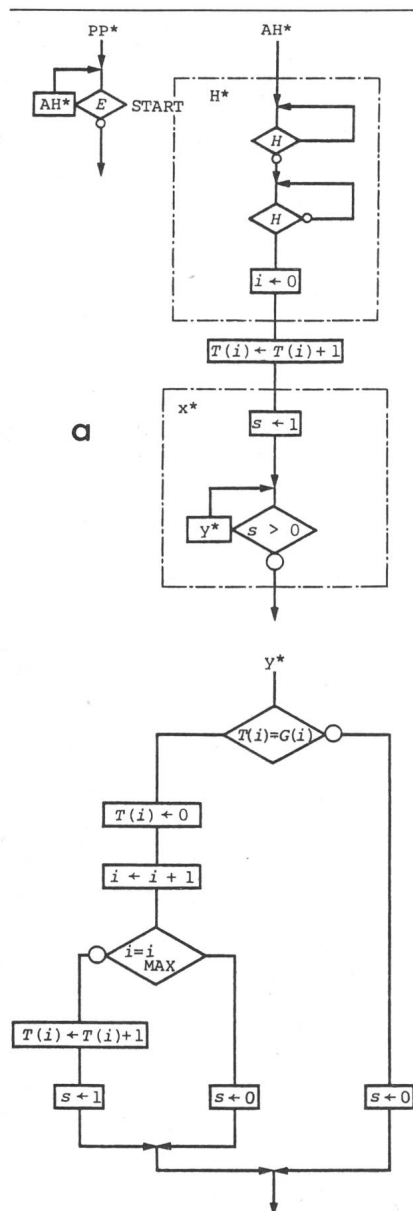 PP*
AH*
AH*
E
START
H*
H
H
i ← 0
T(i) ← T(i)+1
a
x*
s ← 1
y*
s > 0
y*
T(i)=G(i)
T(i) ← 0
i ← i + 1
i=i
MAX
T(i)←T(i)+1
s←1
s←0
s←0